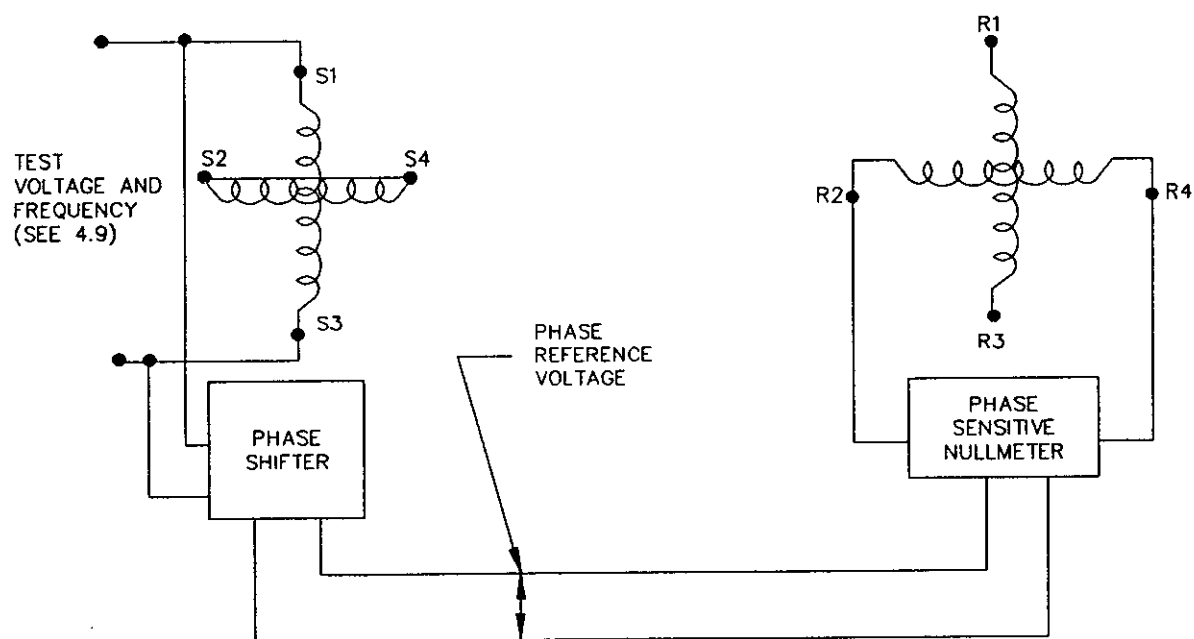 R1
S1
TEST
VOLTAGE AND
FREQUENCY
(SEE 4.9)
S2
S4
R2
R4
S3
R3
PHASE
REFERENCE
VOLTAGE
PHASE
SHIFTER
PHASE
SENSITIVE
NULLMETER